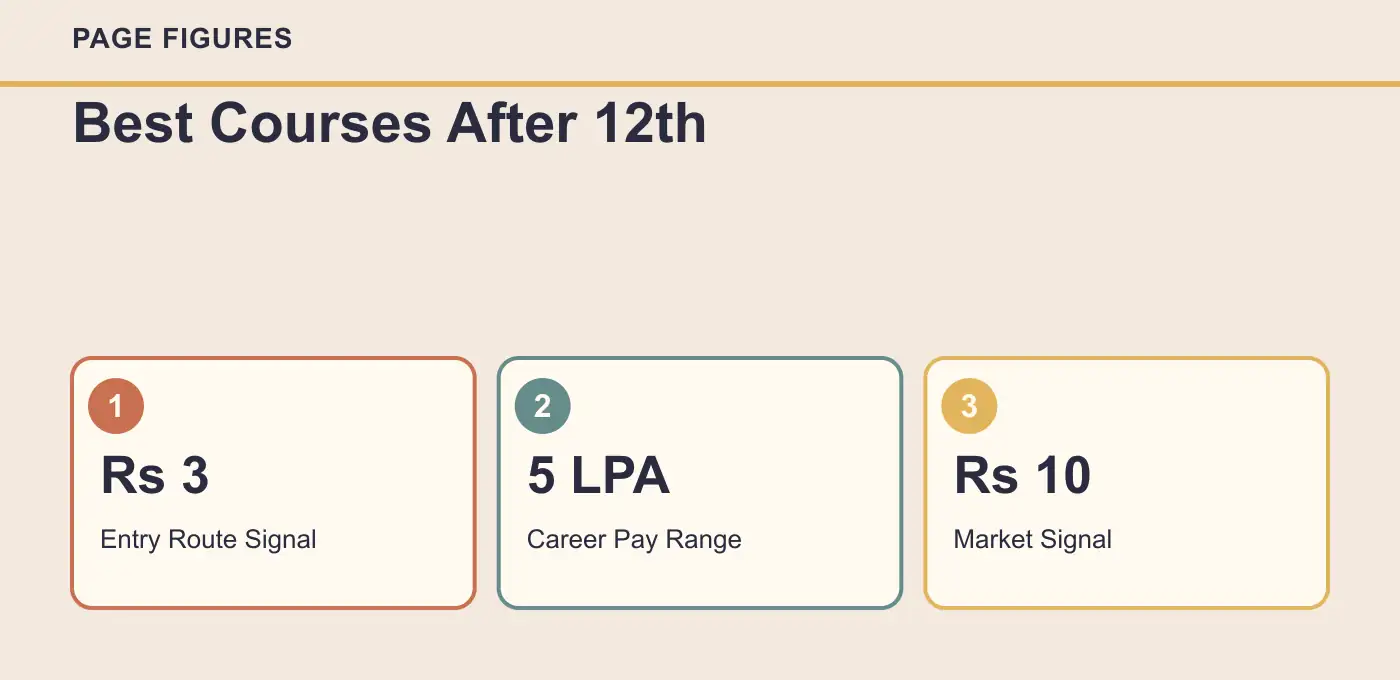 PAGE FIGURES
Best Courses After 12th
1
Rs 3
Entry Route Signal
2
5 LPA
Career Pay Range
3
Rs 10
Market Signal